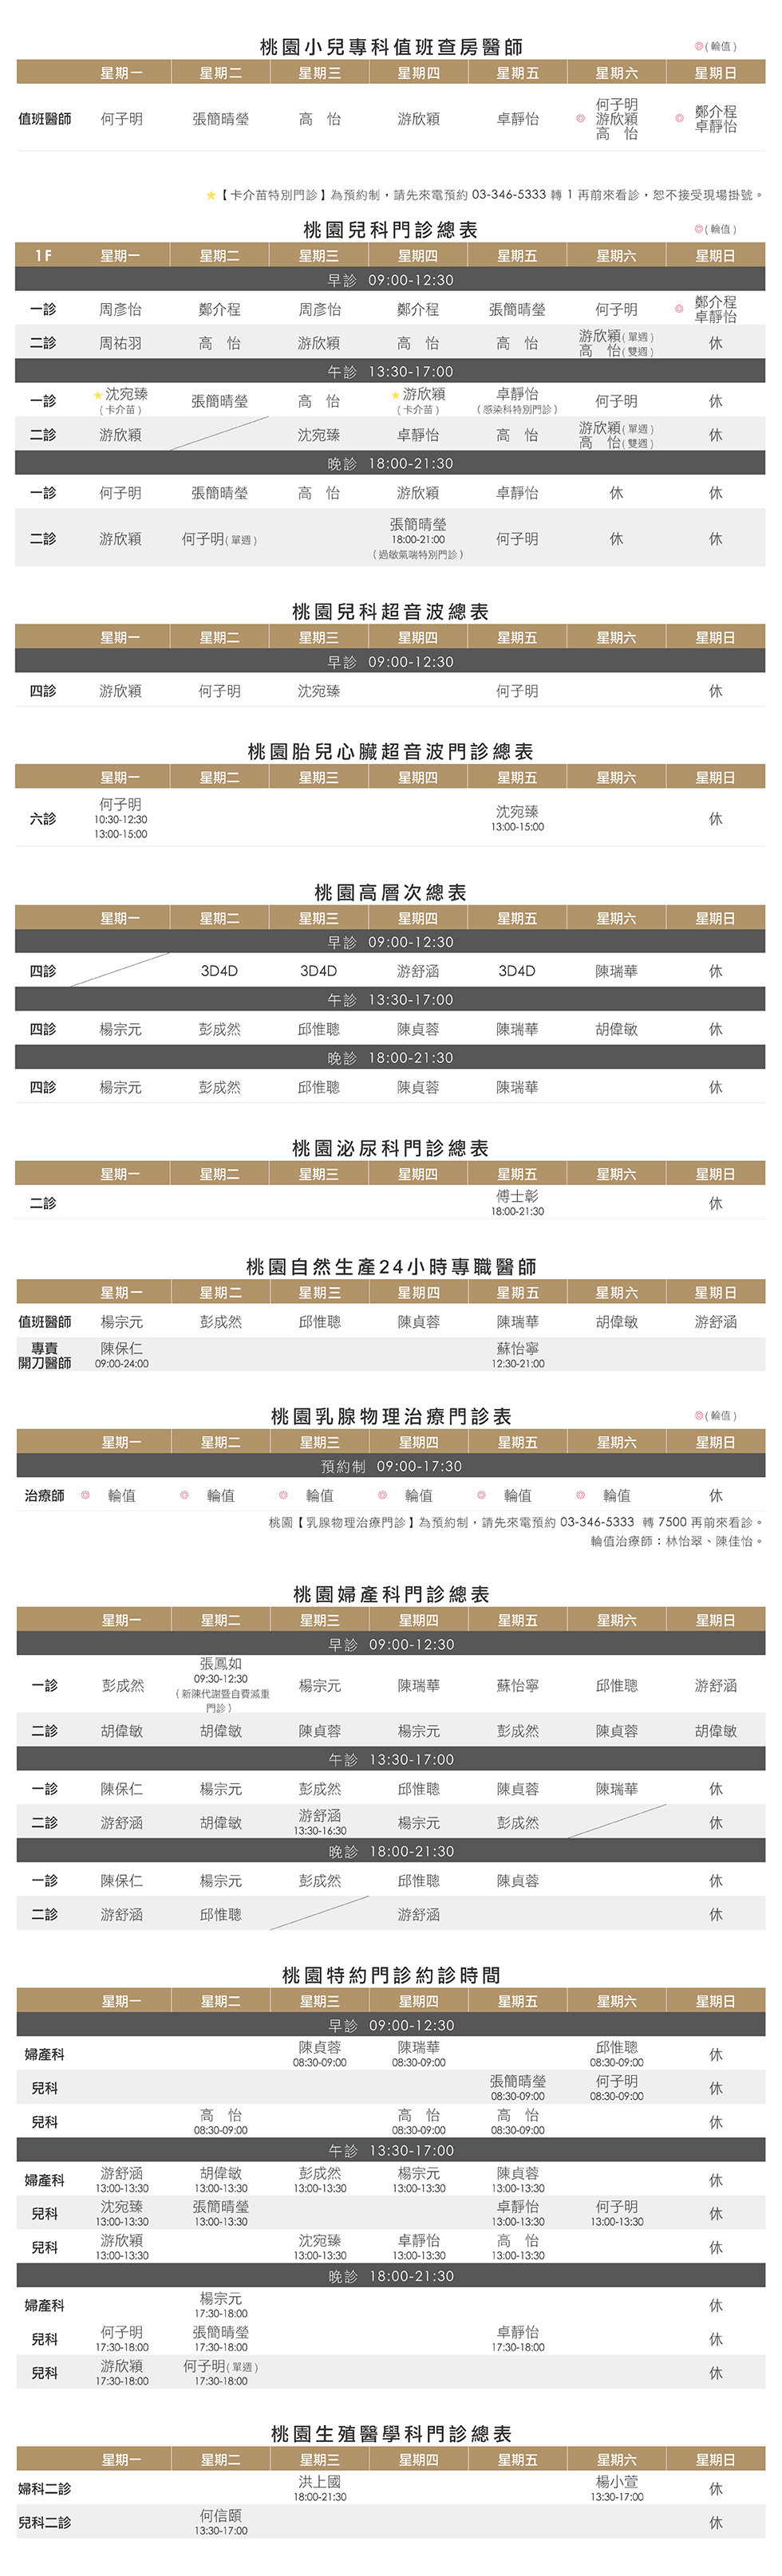 桃園小兒專科值班查房醫師
◎(輪值)
星期一 星期二 星期三 星期四 星期五 星期六 星期日
值班醫師 何子明 張簡晴瑩 高 怡 游欣穎 卓靜怡 ◎ 何子明 游欣穎 高 怡 ◎ 鄭介程 卓靜怡
★【卡介苗特別門診】為預約制，請先來電預約 03-346-5333 轉 1 再前來看診，恕不接受現場掛號。
桃園兒科門診總表
◎(輪值)
1F 星期一 星期二 星期三 星期四 星期五 星期六 星期日
早診 09:00-12:30
一診 周彥怡 鄭介程 周彥怡 鄭介程 張簡晴瑩 何子明 ◎ 鄭介程 卓靜怡
二診 周祐羽 高 怡 游欣穎 高 怡 高 怡 游欣穎(單週) 高 怡(雙週) 休
午診 13:30-17:00
一診 ★沈宛臻 (卡介苗) 張簡晴瑩 高 怡 ★游欣穎 (卡介苗) 卓靜怡 (感染科特別門診) 何子明 休
二診 游欣穎 沈宛臻 卓靜怡 高 怡 游欣穎(單週) 高 怡(雙週) 休
晚診 18:00-21:30
一診 何子明 張簡晴瑩 高 怡 游欣穎 卓靜怡 休 休
二診 游欣穎 何子明(單週) 張簡晴瑩 18:00-21:00 (過敏氣喘特別門診) 何子明 休 休
桃園兒科超音波總表
星期一 星期二 星期三 星期四 星期五 星期六 星期日
早診 09:00-12:30
四診 游欣穎 何子明 沈宛臻 何子明 休
桃園胎兒心臟超音波門診總表
星期一 星期二 星期三 星期四 星期五 星期六 星期日
六診 何子明 10:30-12:30 13:00-15:00 沈宛臻 13:00-15:00 休
桃園高層次總表
星期一 星期二 星期三 星期四 星期五 星期六 星期日
早診 09:00-12:30
四診 3D4D 3D4D 游舒涵 3D4D 陳瑞華 休
午診 13:30-17:00
四診 楊宗元 彭成然 邱惟聰 陳貞蓉 陳瑞華 胡偉敏 休
晚診 18:00-21:30
四診 楊宗元 彭成然 邱惟聰 陳貞蓉 陳瑞華 休
桃園泌尿科門診總表
星期一 星期二 星期三 星期四 星期五 星期六 星期日
二診 傅士彰 18:00-21:30 休
桃園自然生產24小時專職醫師
星期一 星期二 星期三 星期四 星期五 星期六 星期日
值班醫師 楊宗元 彭成然 邱惟聰 陳貞蓉 陳瑞華 胡偉敏 游舒涵
專責開刀醫師 陳保仁 09:00-24:00 蘇怡寧 12:30-21:00
桃園乳腺物理治療門診表
◎(輪值)
星期一 星期二 星期三 星期四 星期五 星期六 星期日
預約制 09:00-17:30
治療師 ◎ 輪值 ◎ 輪值 ◎ 輪值 ◎ 輪值 ◎ 輪值 ◎ 輪值 休
桃園【乳腺物理治療門診】為預約制，請先來電預約 03-346-5333 轉 7500 再前來看診。
輪值治療師：林怡翠、陳佳怡。
桃園婦產科門診總表
星期一 星期二 星期三 星期四 星期五 星期六 星期日
早診 09:00-12:30
一診 彭成然 張鳳如 09:30-12:30 (新陳代謝暨自費減重門診) 楊宗元 陳瑞華 蘇怡寧 邱惟聰 游舒涵
二診 胡偉敏 胡偉敏 陳貞蓉 楊宗元 彭成然 陳貞蓉 胡偉敏
午診 13:30-17:00
一診 陳保仁 楊宗元 彭成然 邱惟聰 陳貞蓉 陳瑞華 休
二診 游舒涵 胡偉敏 游舒涵 13:30-16:30 楊宗元 彭成然 休
晚診 18:00-21:30
一診 陳保仁 楊宗元 彭成然 邱惟聰 陳貞蓉 休
二診 游舒涵 邱惟聰 游舒涵 休
桃園特約門診約診時間
星期一 星期二 星期三 星期四 星期五 星期六 星期日
早診 09:00-12:30
婦產科 陳貞蓉 08:30-09:00 陳瑞華 08:30-09:00 邱惟聰 08:30-09:00 休
兒科 張簡晴瑩 08:30-09:00 何子明 08:30-09:00 休
兒科 高 怡 08:30-09:00 高 怡 08:30-09:00 高 怡 08:30-09:00 休
午診 13:30-17:00
婦產科 游舒涵 13:00-13:30 胡偉敏 13:00-13:30 彭成然 13:00-13:30 楊宗元 13:00-13:30 陳貞蓉 13:00-13:30 休
兒科 沈宛臻 13:00-13:30 張簡晴瑩 13:00-13:30 卓靜怡 13:00-13:30 何子明 13:00-13:30 休
兒科 游欣穎 13:00-13:30 沈宛臻 13:00-13:30 卓靜怡 13:00-13:30 高 怡 13:00-13:30 休
晚診 18:00-21:30
婦產科 楊宗元 17:30-18:00 休
兒科 何子明 17:30-18:00 張簡晴瑩 17:30-18:00 卓靜怡 17:30-18:00 休
兒科 游欣穎 17:30-18:00 何子明(單週) 17:30-18:00 休
桃園生殖醫學科門診總表
星期一 星期二 星期三 星期四 星期五 星期六 星期日
婦科二診 洪上國 18:00-21:30 楊小萱 13:30-17:00 休
兒科二診 何信頤 13:30-17:00 休